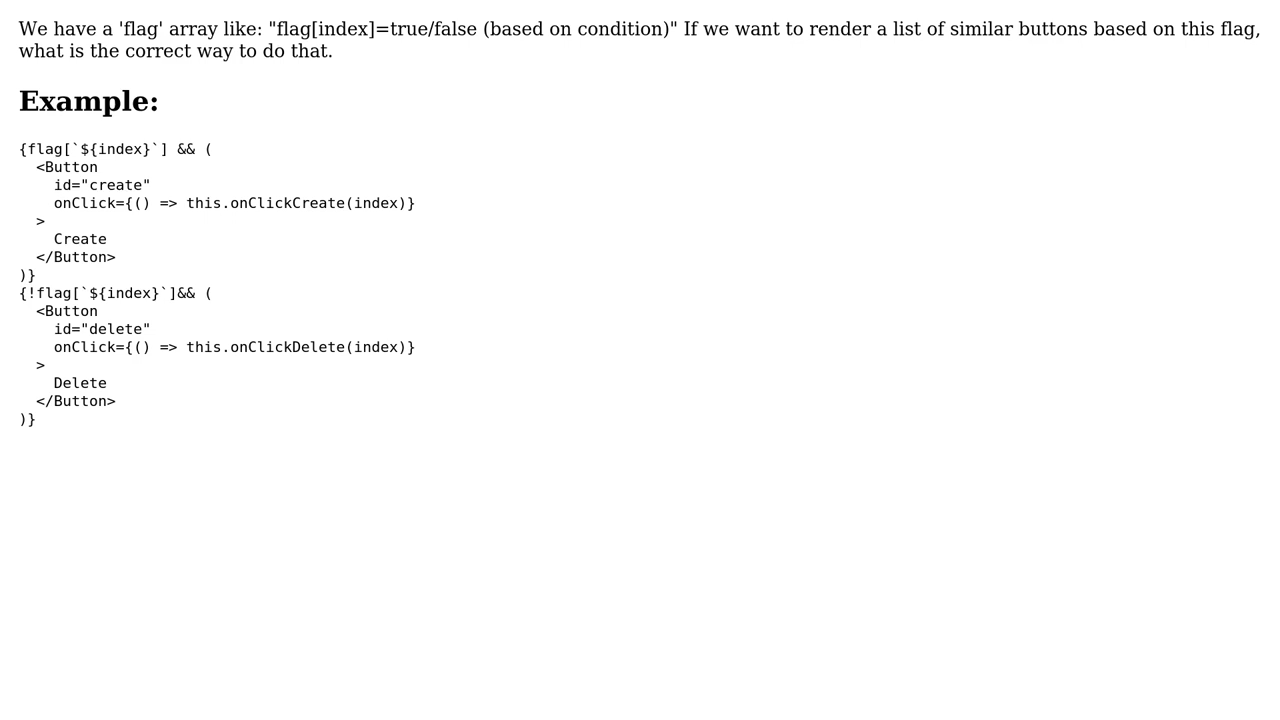 We have a 'flag' array like: "flag[index]=true/false (based on condition)" If we want to render a list of similar buttons based on this flag,
what is the correct way to do that.
Example:
{flag[`${index}`] && (
  <Button
    id="create"
    onClick={() => this.onClickCreate(index)}
  >
    Create
  </Button>
)}
{!flag[`${index}`]&& (
  <Button
    id="delete"
    onClick={() => this.onClickDelete(index)}
  >
    Delete
  </Button>
)}